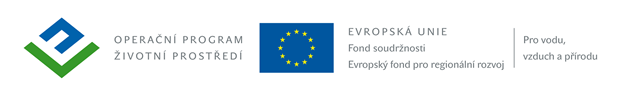 OPERAČNÍ PROGRAM
ŽIVOTNÍ PROSTŘEDÍ
EVROPSKÁ UNIE
Fond soudržnosti
Evropský fond pro regionální rozvoj
Pro vodu,
vzduch a přírodu